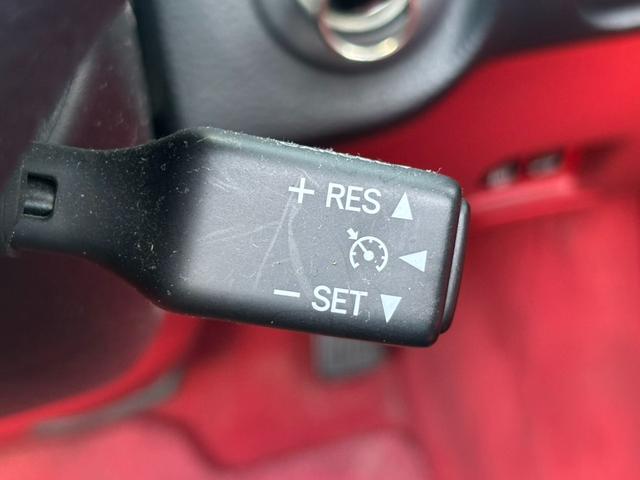 + RES ▲
◀
− SET ▼